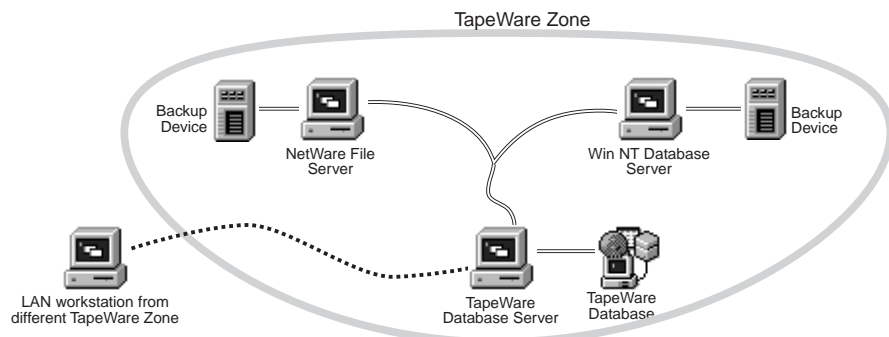 TapeWare Zone
Backup
Device
NetWare File
Server
Win NT Database
Server
Backup
Device
LAN workstation from
different TapeWare Zone
TapeWare
Database Server
TapeWare
Database